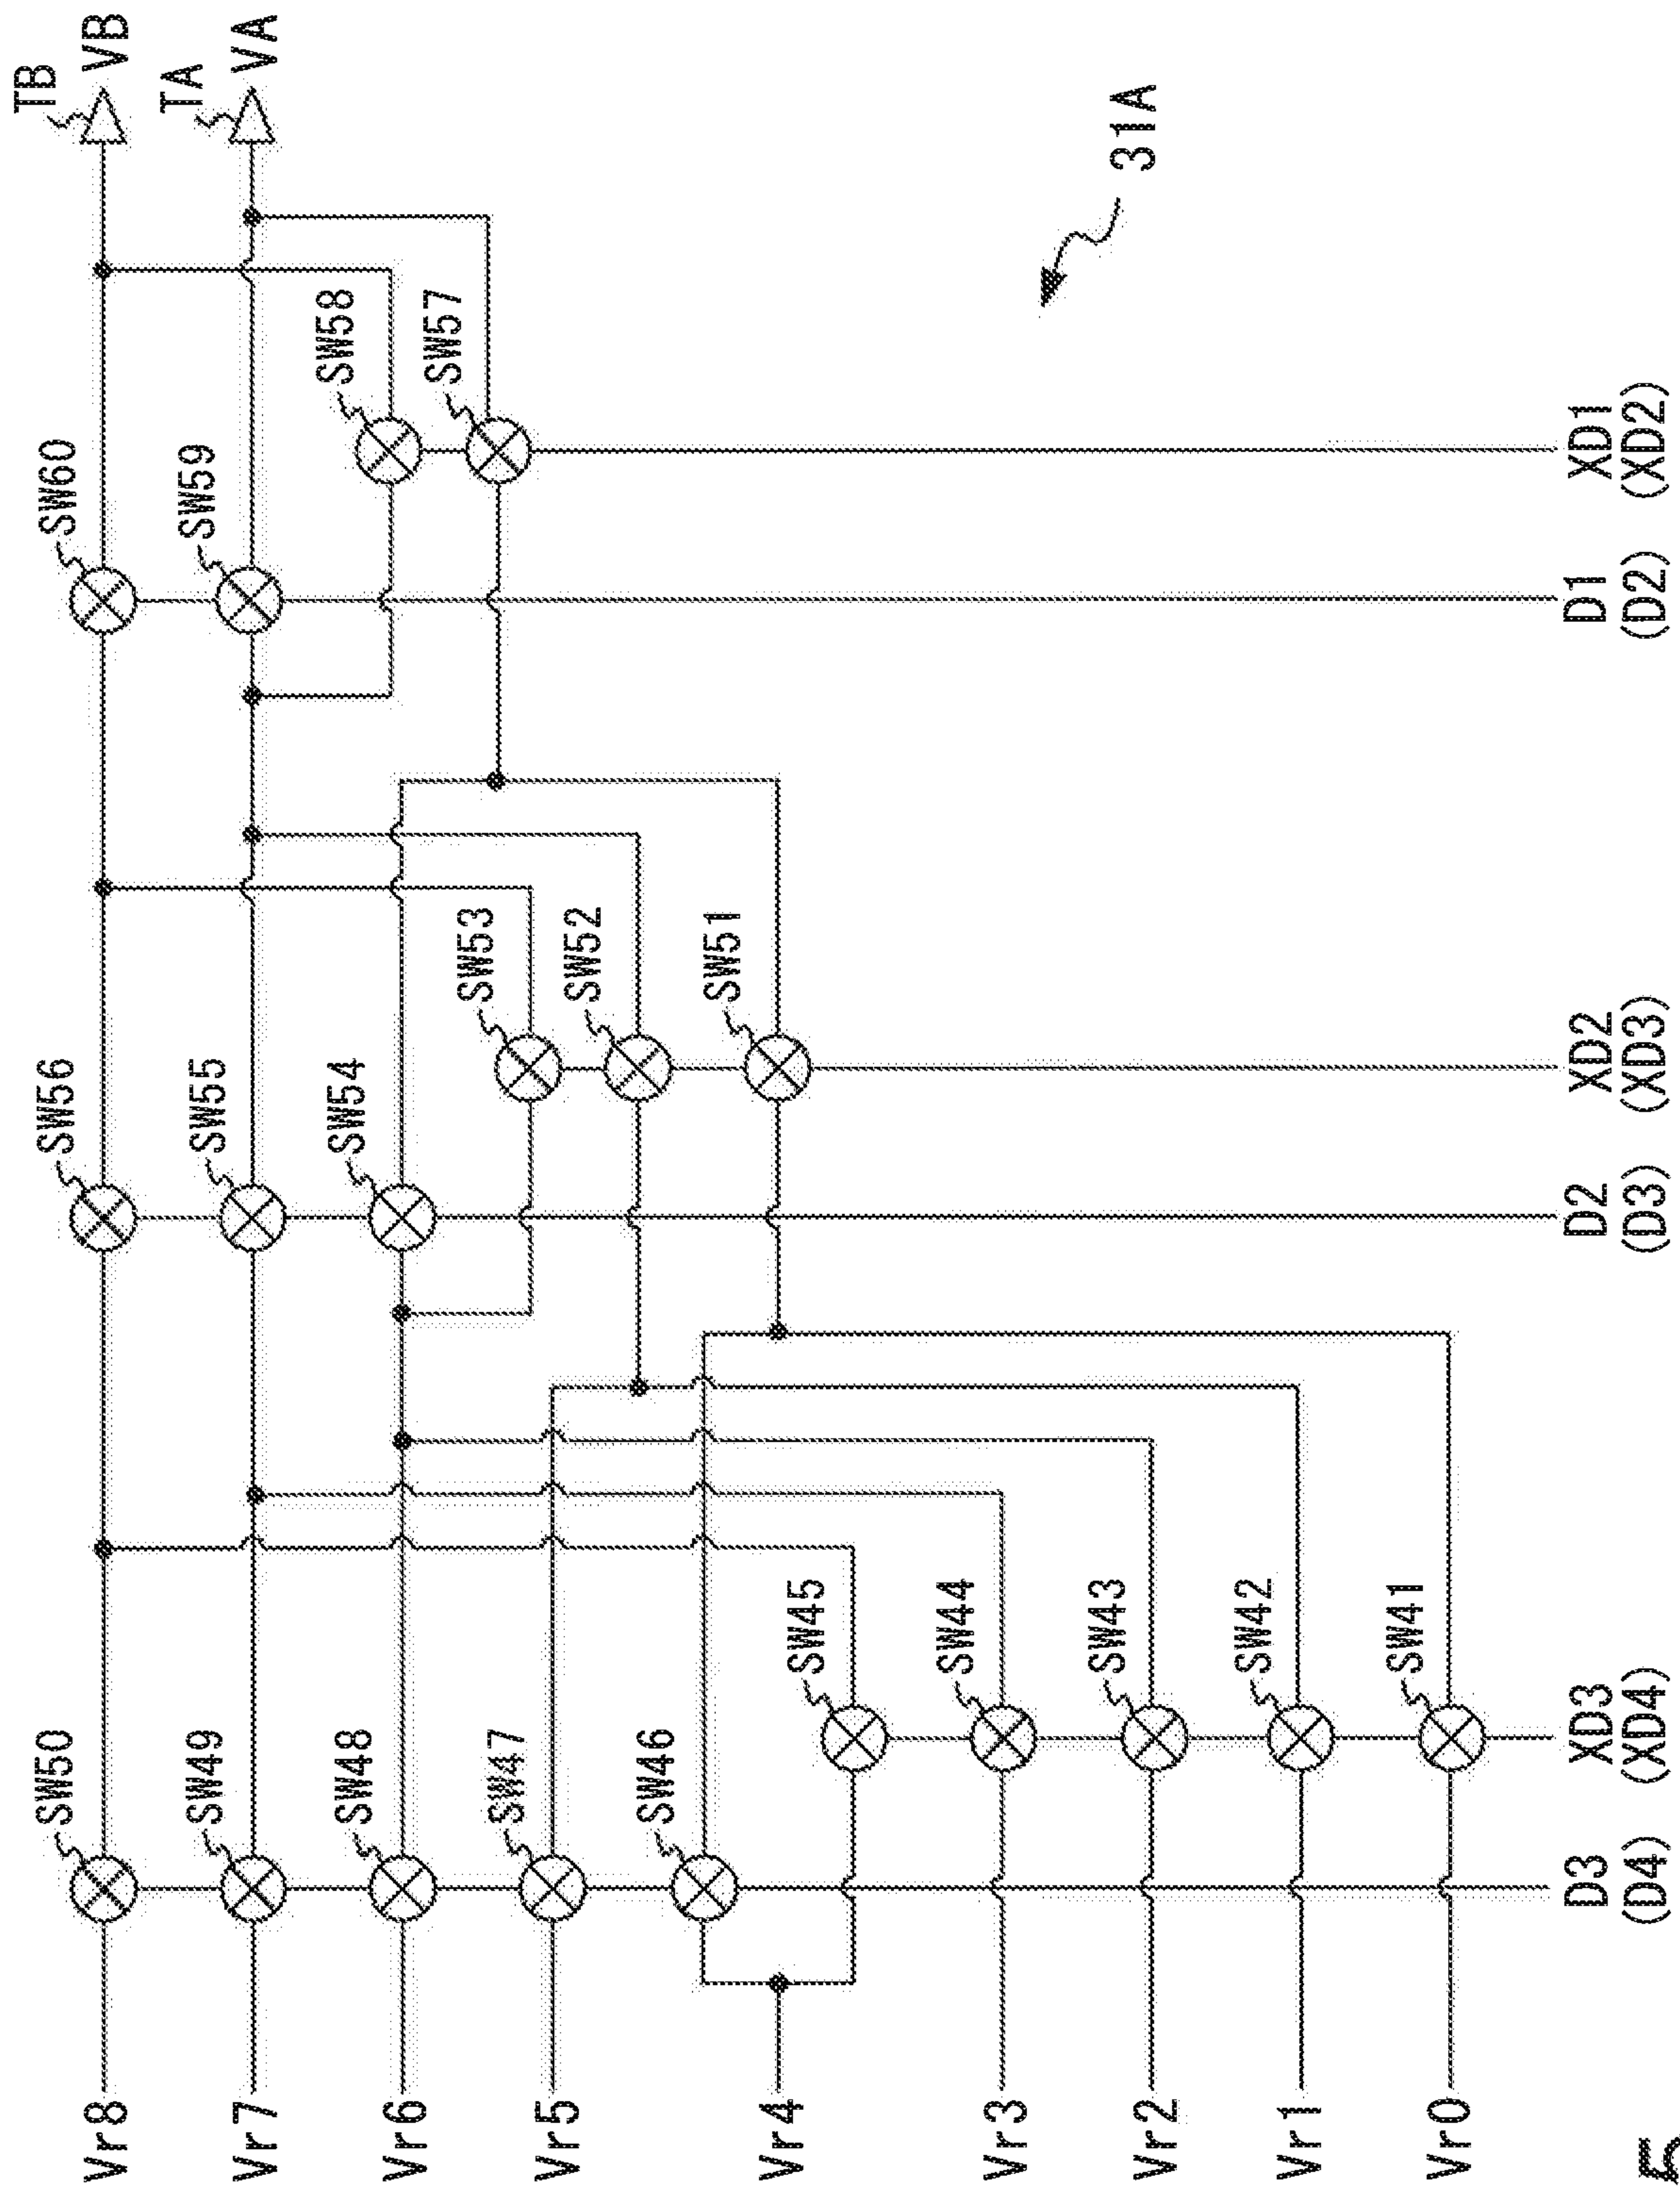 TB
VB
TA
VA
SW60
SW59
SW58
SW57
31A
SW56
SW55
SW54
SW53
SW52
SW51
SW50
SW49
SW48
SW47
SW46
SW45
SW44
SW43
SW42
SW41
Vr8
Vr7
Vr6
Vr5
Vr4
Vr3
Vr2
Vr1
Vr0
D3
(D4)
XD3
(XD4)
D2
(D3)
XD2
(XD3)
D1
(D2)
XD1
(XD2)
5